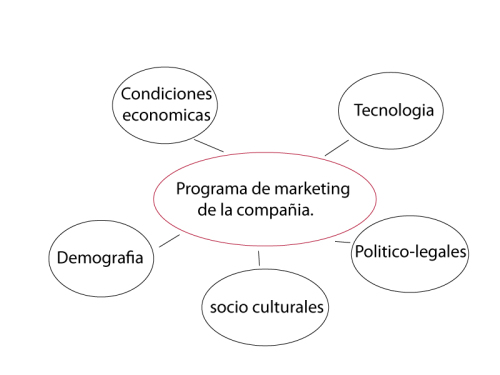 Condiciones
economicas
Tecnologia
Programa de marketing
de la compañia.
Demografia
Politico-legales
socio culturales